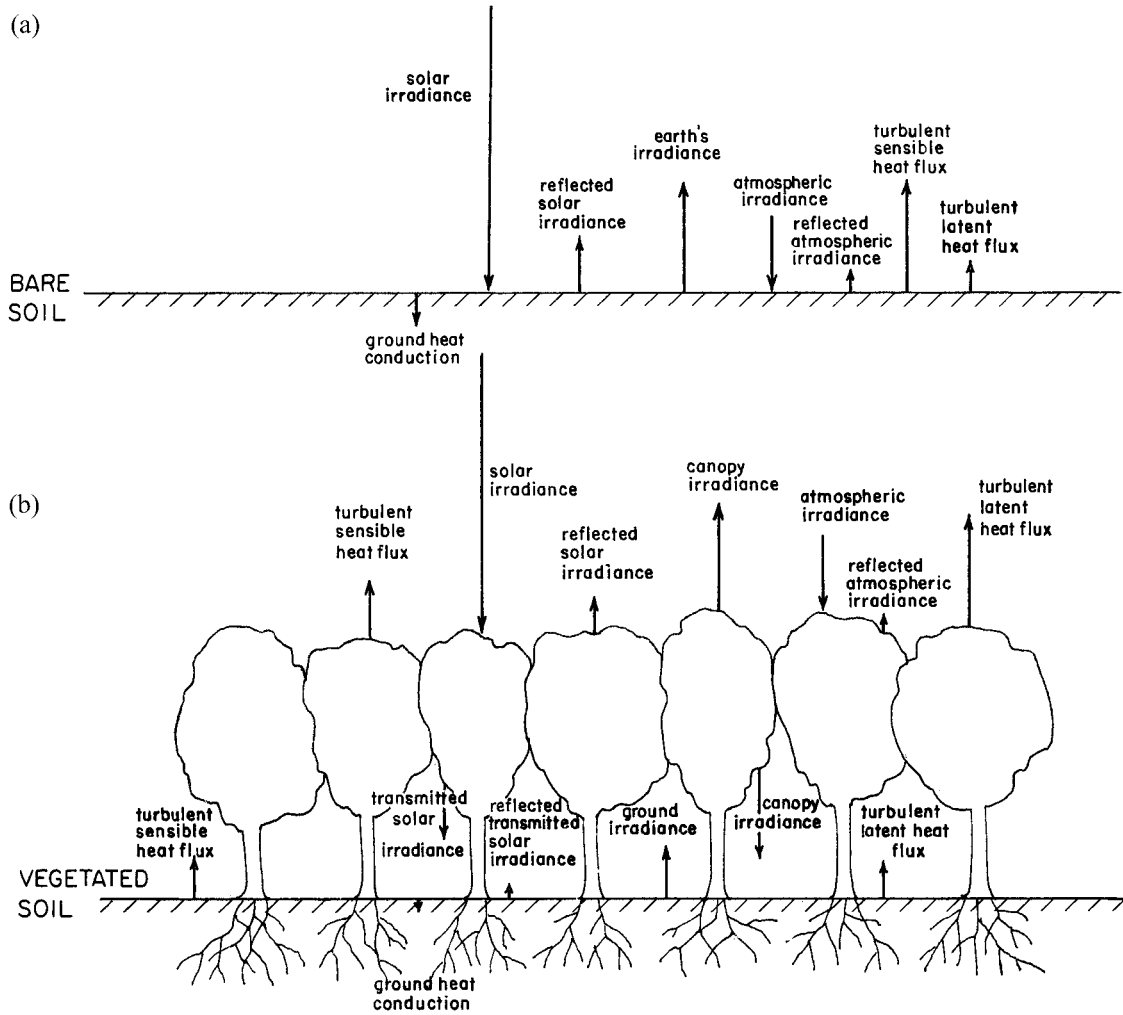 (a)
solar
irradiance
reflected
solar
irradiance
earth's
irradiance
atmospheric
irradiance
reflected
atmospheric
irradiance
turbulent
sensible
heat flux
turbulent
latent
heat flux
BARE
SOIL
ground heat
conduction
(b)
turbulent
sensible
heat flux
solar
irradiance
reflected
solar
irradiance
canopy
irradiance
atmospheric
irradiance
reflected
atmospheric
irradiance
turbulent
latent
heat flux
turbulent
sensible
heat flux
transmitted
solar
irradiance
reflected
transmitted
solar
irradiance
ground
irradiance
canopy
irradiance
turbulent
latent heat
flux
VEGETATED
SOIL
ground heat
conduction